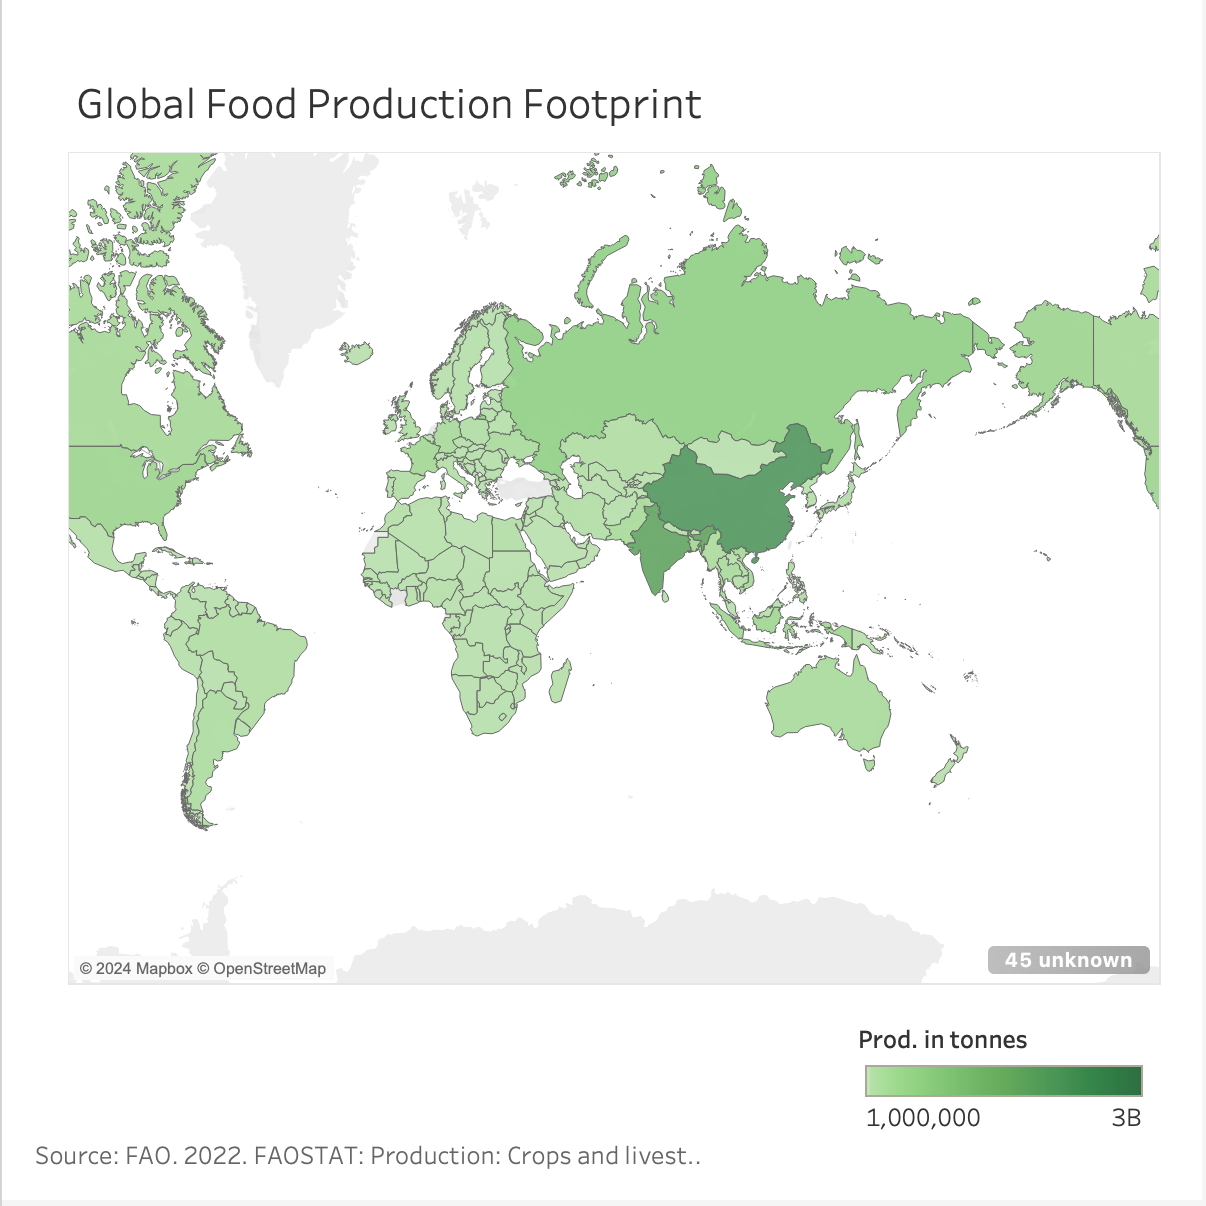 Global Food Production Footprint
© 2024 Mapbox © OpenStreetMap
45 unknown
Prod. in tonnes
1,000,000 3B
Source: FAO. 2022. FAOSTAT: Production: Crops and livest..